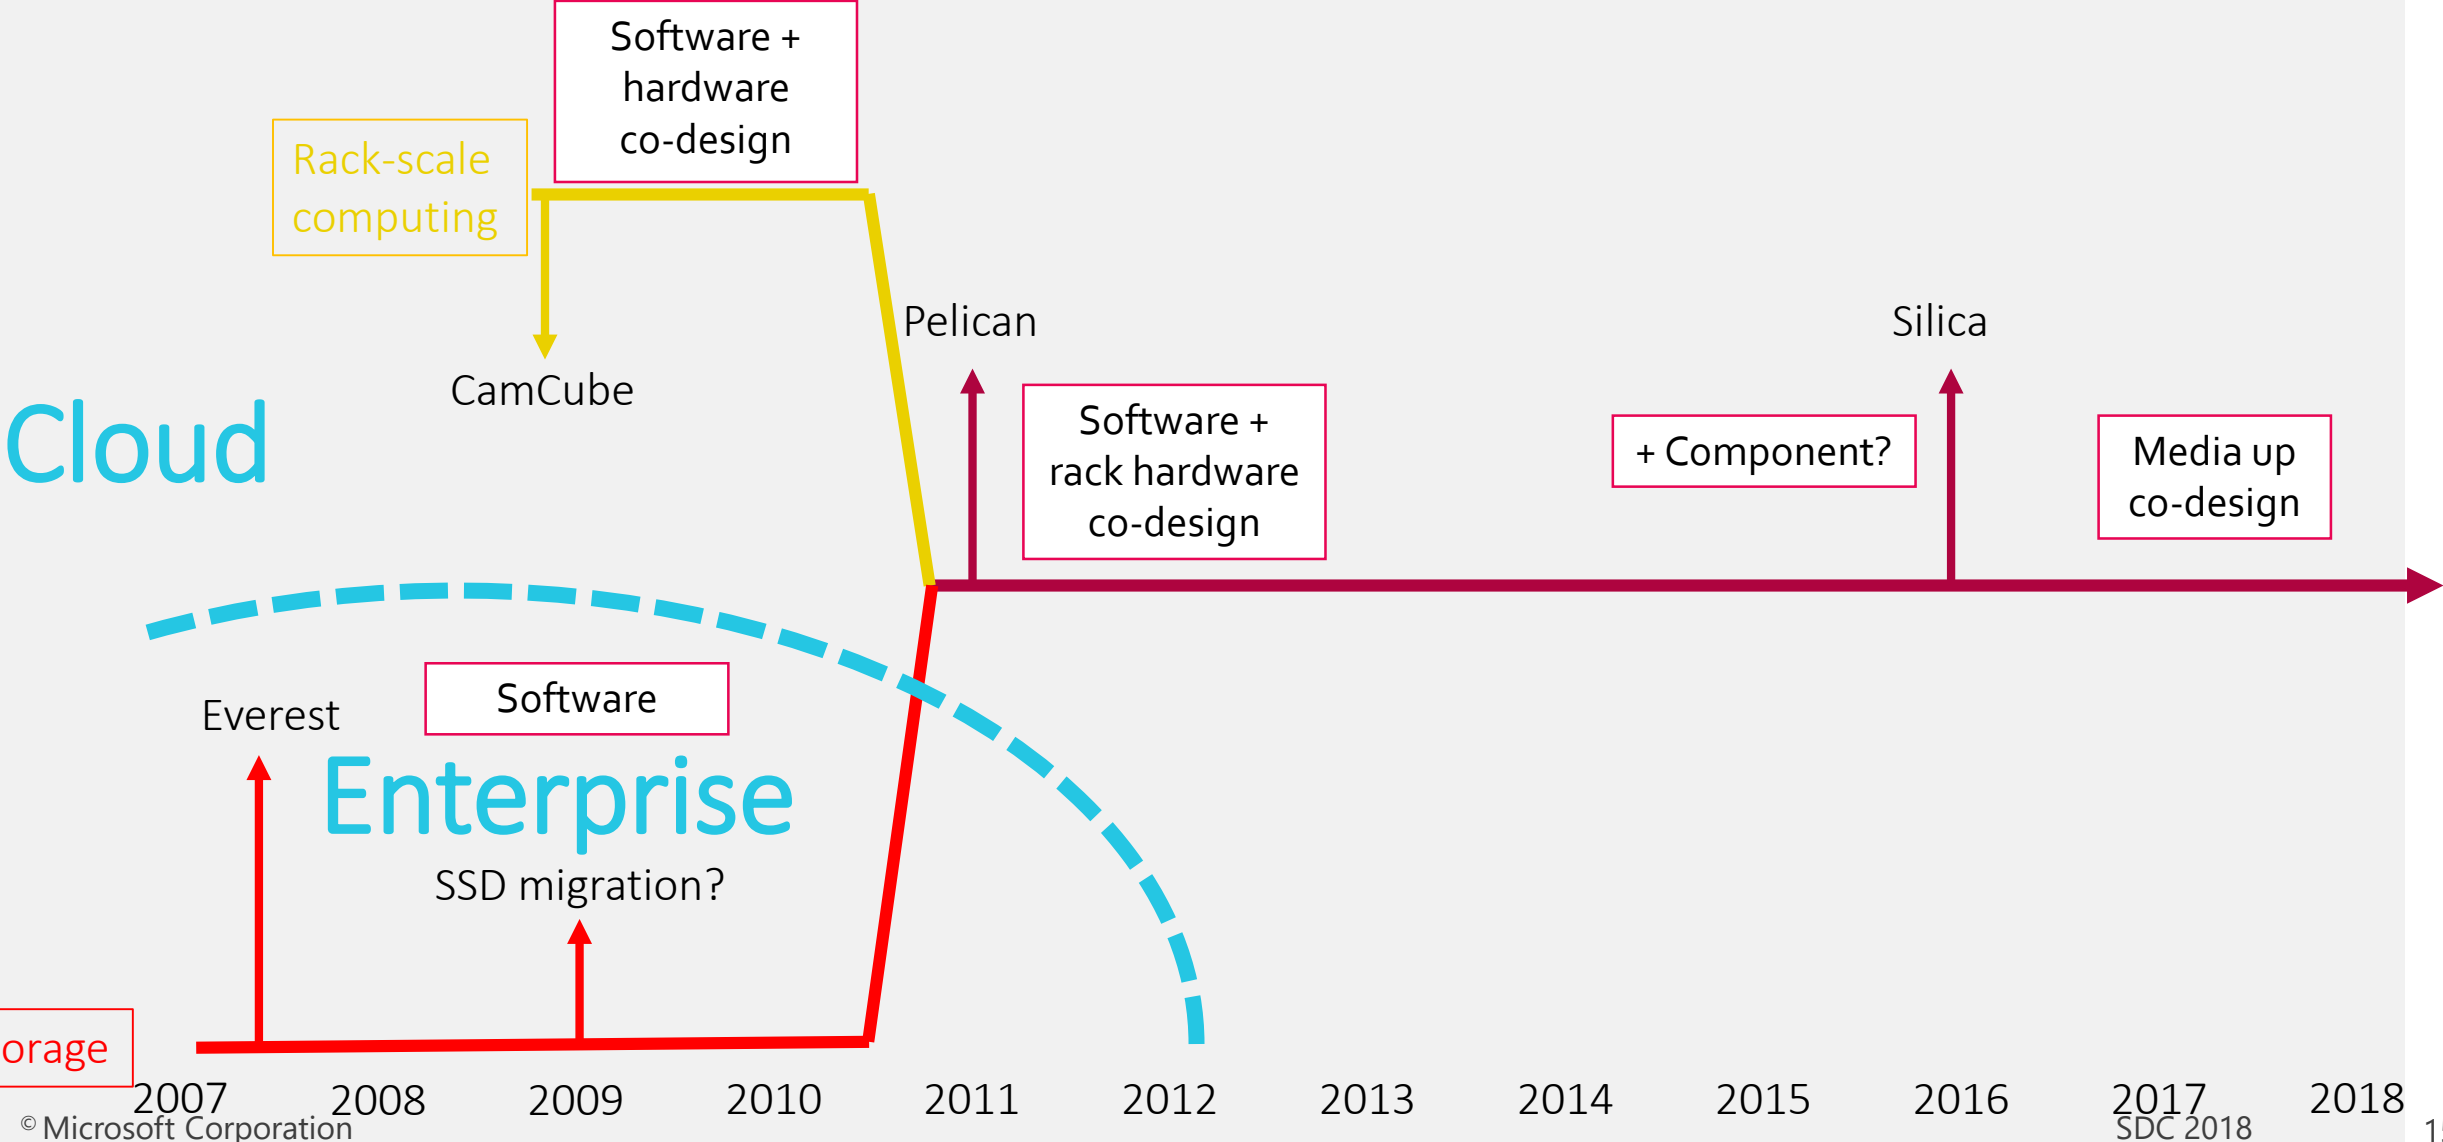 Software +
hardware
co-design
Rack-scale
computing
CamCube
Pelican
Silica
Cloud
Software +
rack hardware
co-design
+ Component?
Media up
co-design
Everest
Software
Enterprise
SSD migration?
orage
2007 2008 2009 2010 2011 2012 2013 2014 2015 2016 2017 2018
© Microsoft Corporation
SDC 2018